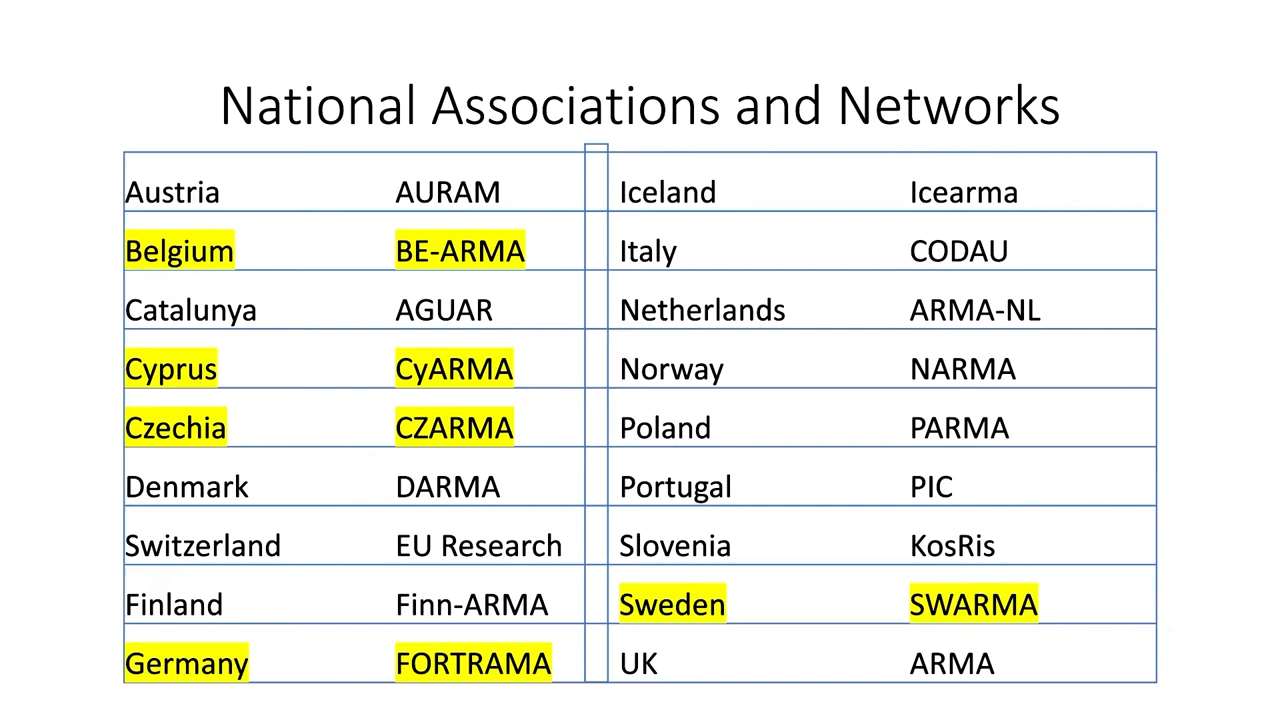 National Associations and Networks
Austria AURAM Iceland Icearma
Belgium BE-ARMA Italy CODAU
Catalunya AGUAR Netherlands ARMA-NL
Cyprus CyARMA Norway NARMA
Czechia CZARMA Poland PARMA
Denmark DARMA Portugal PIC
Switzerland EU Research Slovenia KosRis
Finland Finn-ARMA Sweden SWARMA
Germany FORTRAMA UK ARMA